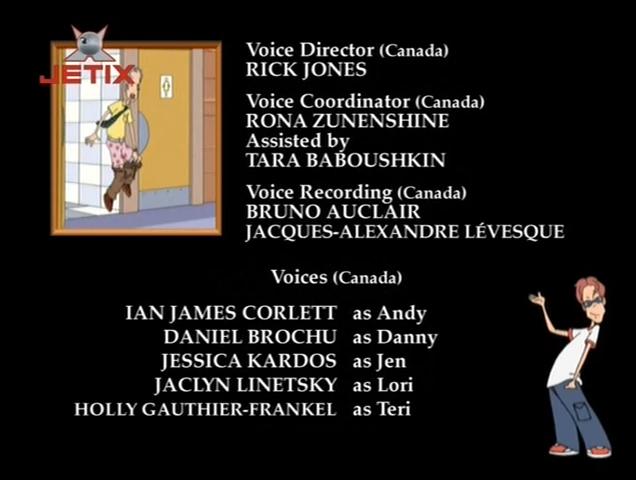 JETIX
Voice Director (Canada)
RICK JONES
Voice Coordinator (Canada)
RONA ZUNENSHINE
Assisted by
TARA BABOUSHKIN
Voice Recording (Canada)
BRUNO AUCLAIR
JACQUES-ALEXANDRE LÉVESQUE
Voices (Canada)
IAN JAMES CORLETT as Andy
DANIEL BROCHU as Danny
JESSICA KARDOS as Jen
JACLYN LINETSKY as Lori
HOLLY GAUTHIER-FRANKEL as Teri